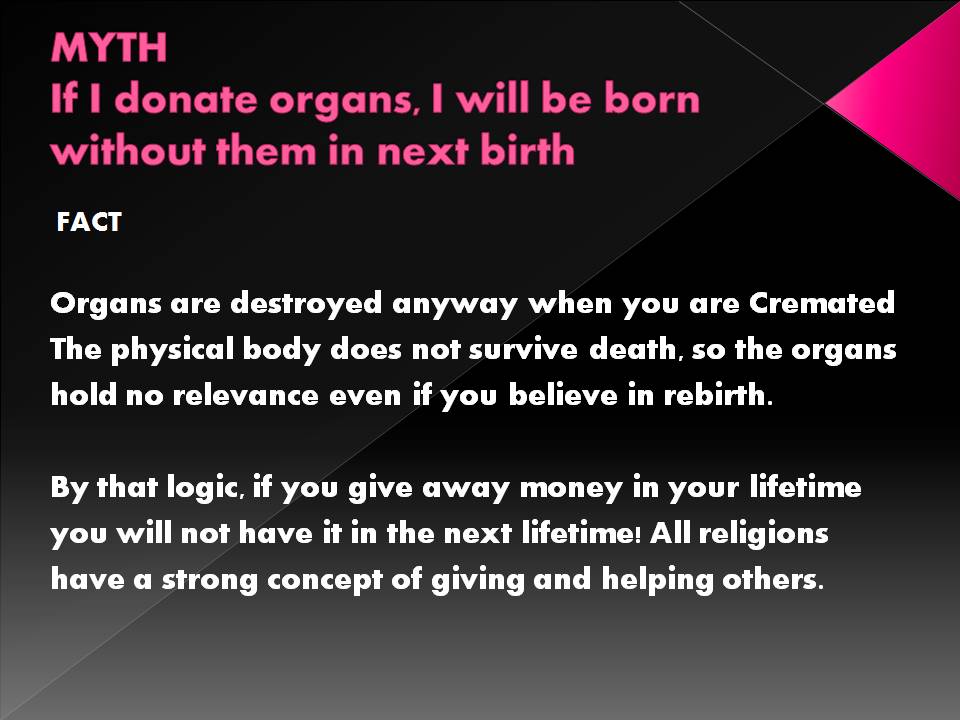 MYTH
If I donate organs, I will be born
without them in next birth
FACT
Organs are destroyed anyway when you are Cremated
The physical body does not survive death, so the organs
hold no relevance even if you believe in rebirth.
By that logic, if you give away money in your lifetime
you will not have it in the next lifetime! All religions
have a strong concept of giving and helping others.